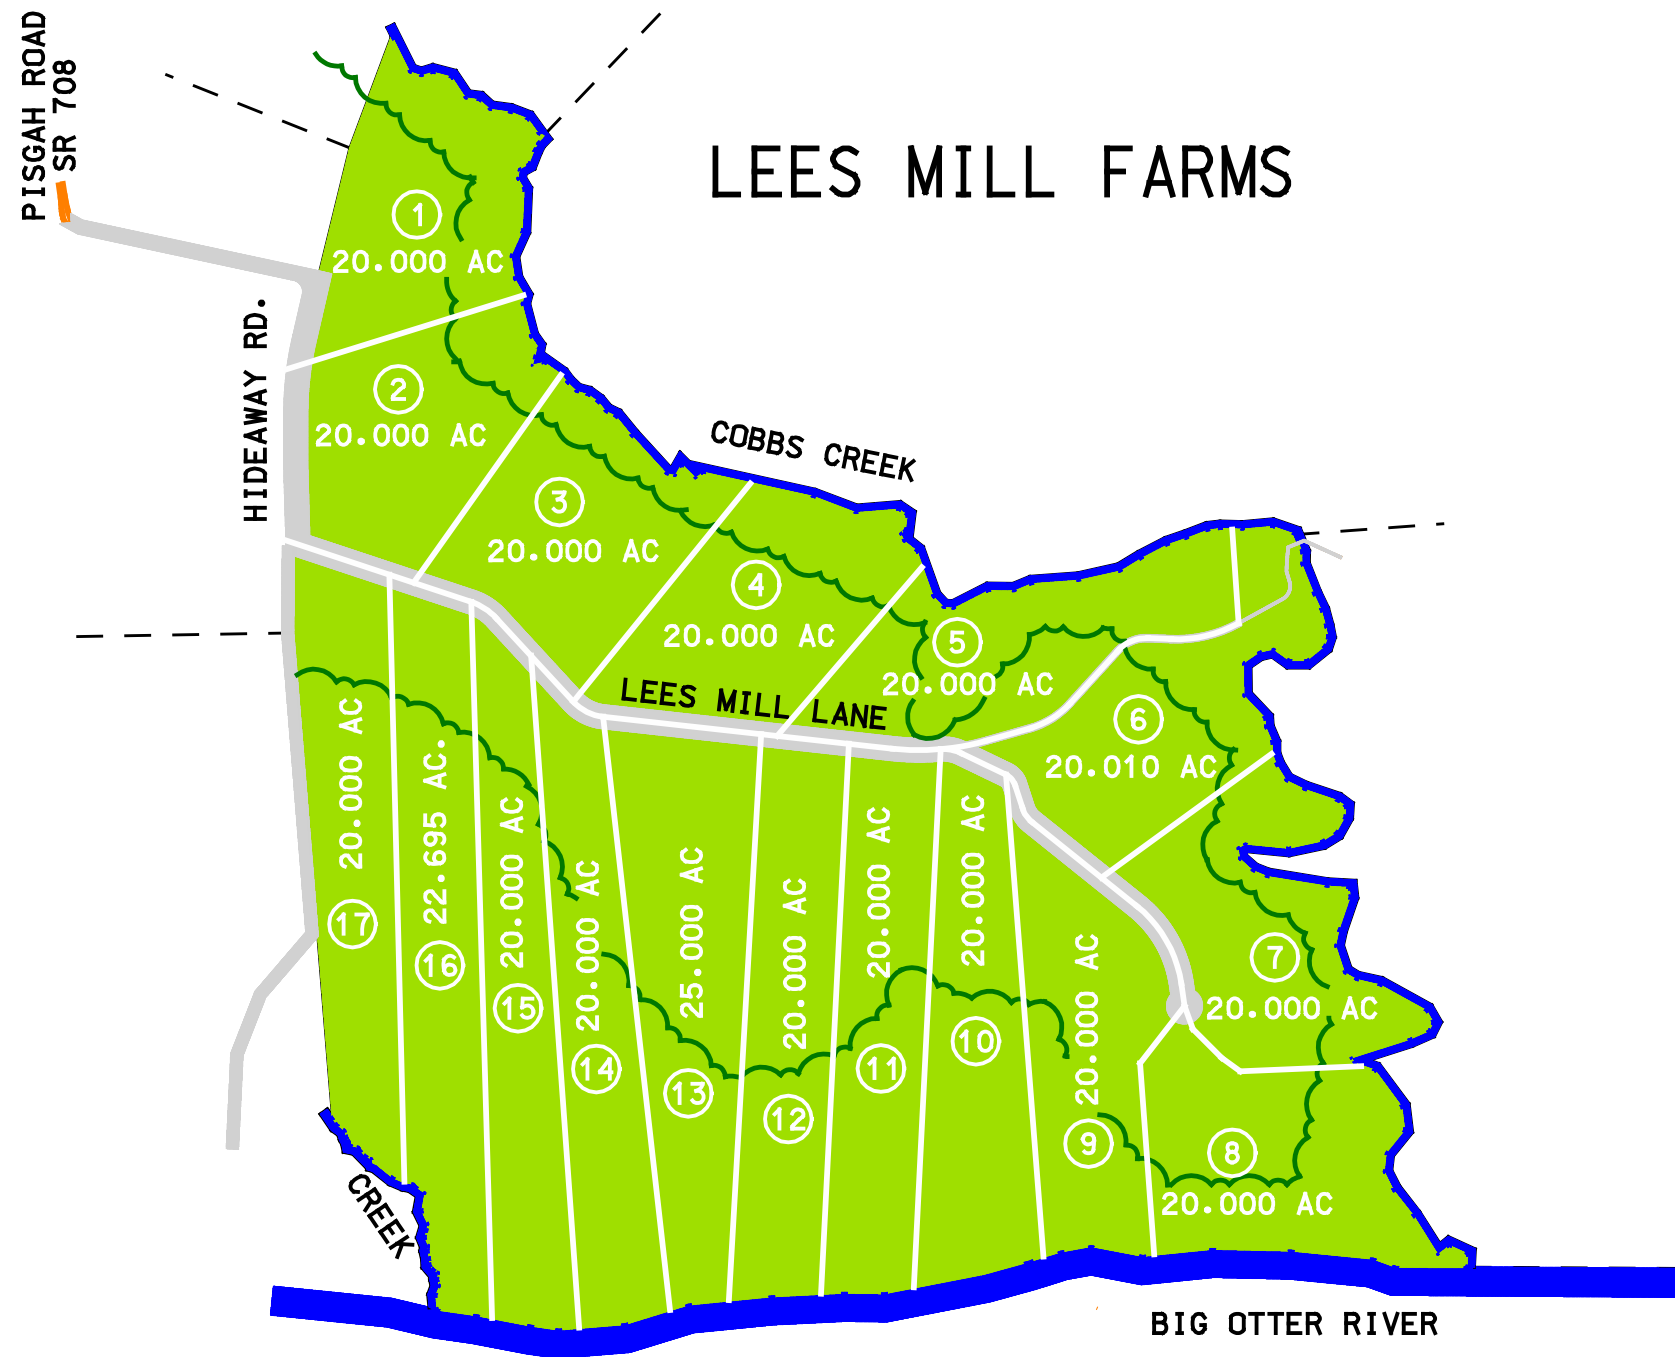 PISGAH ROAD
SR 708
LEES MILL FARMS
1
20.000 AC
HIDEAWAY RD.
2
20.000 AC
COBBS CREEK
3
20.000 AC
4
20.000 AC
5
20.000 AC
LEES MILL LANE
6
20.010 AC
7
20.000 AC
8
20.000 AC
9
20.000 AC
10
20.000 AC
11
20.000 AC
12
20.000 AC
13
25.000 AC
14
20.000 AC
15
20.000 AC
16
22.695 AC.
17
20.000 AC
CREEK
BIG OTTER RIVER